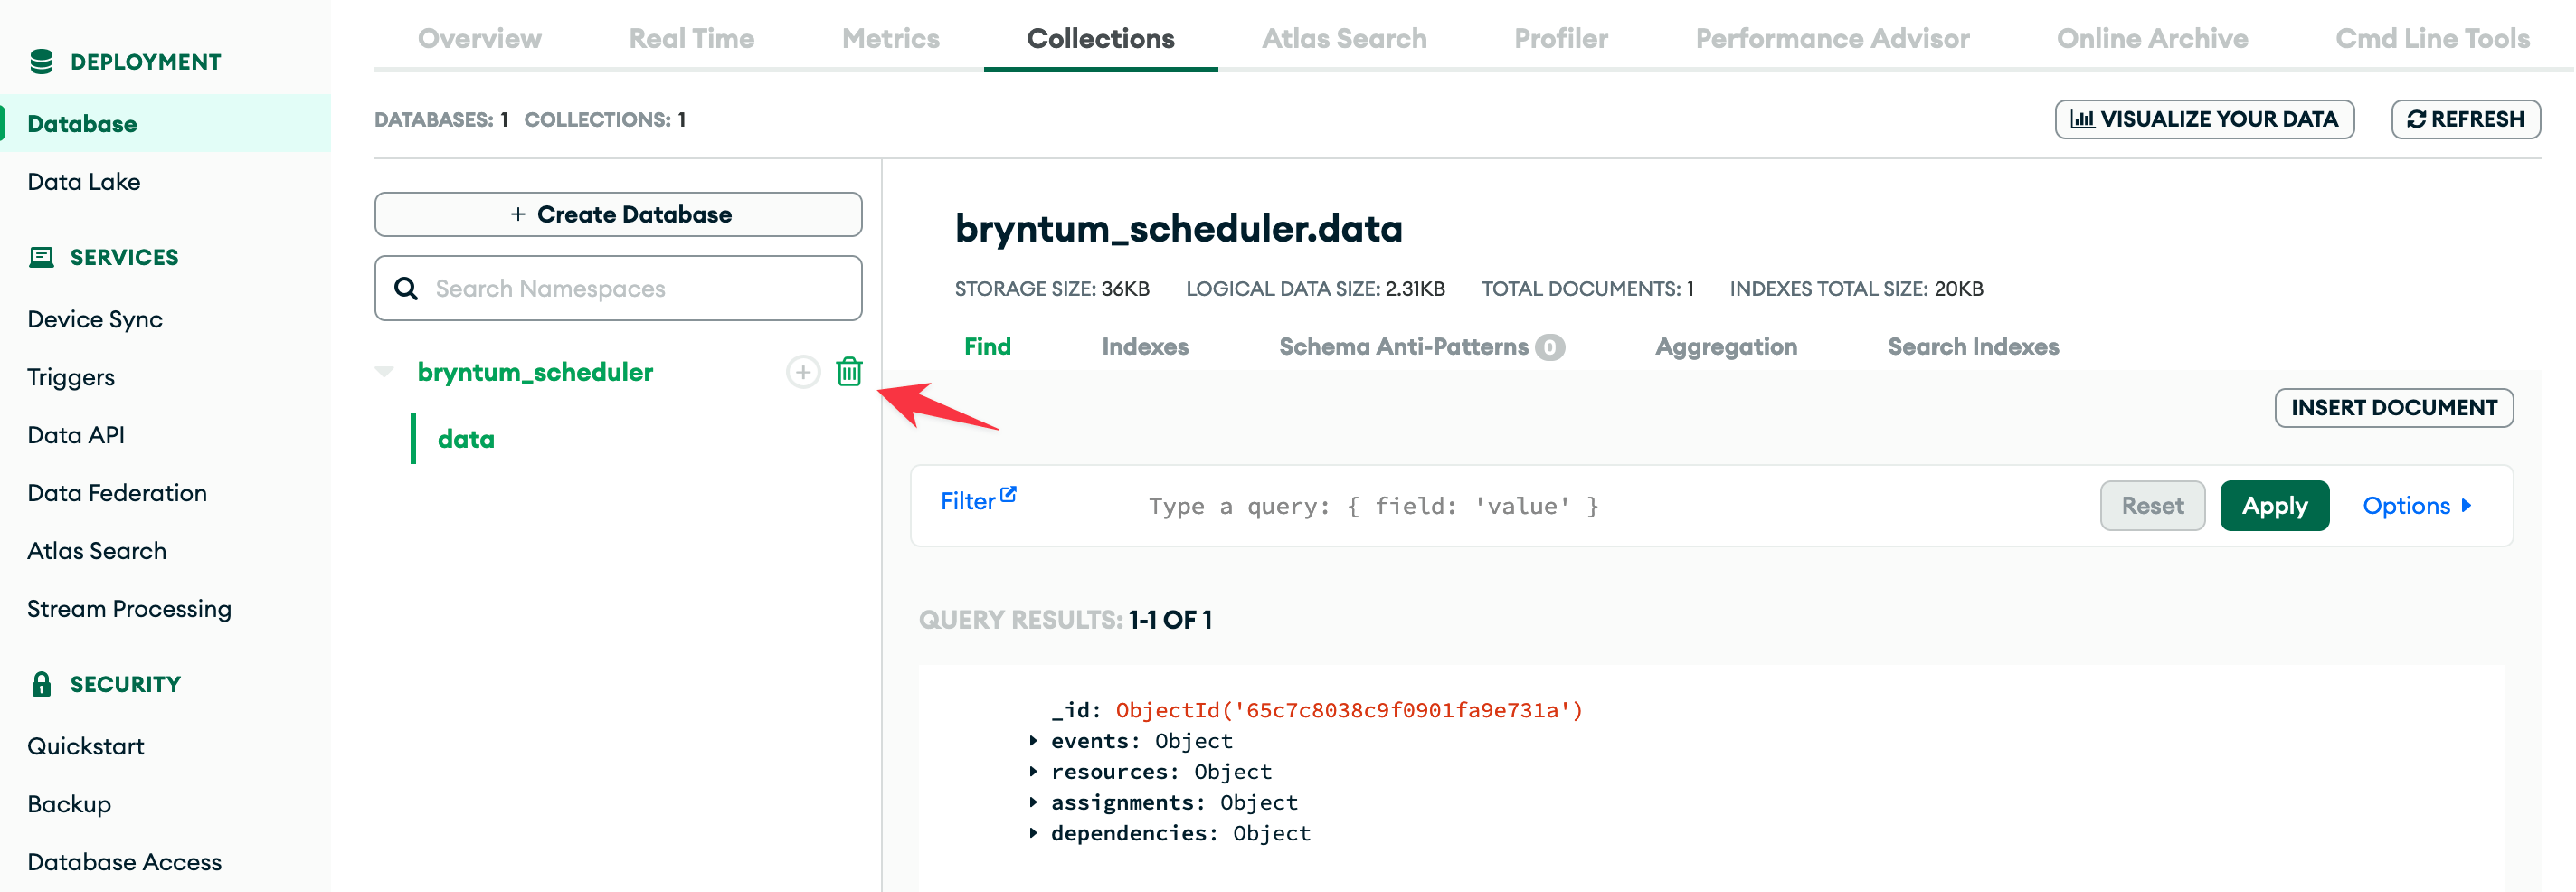 DEPLOYMENT
Database
Data Lake
SERVICES
Device Sync
Triggers
Data API
Data Federation
Atlas Search
Stream Processing
SECURITY
Quickstart
Backup
Database Access
Overview Real Time Metrics Collections Atlas Search Profiler Performance Advisor Online Archive Cmd Line Tools
DATABASES: 1 COLLECTIONS: 1
VISUALIZE YOUR DATA
REFRESH
+ Create Database
Search Namespaces
bryntum_scheduler
data
bryntum_scheduler.data
STORAGE SIZE: 36KB LOGICAL DATA SIZE: 2.31KB TOTAL DOCUMENTS: 1 INDEXES TOTAL SIZE: 20KB
Find Indexes Schema Anti-Patterns 0 Aggregation Search Indexes
INSERT DOCUMENT
Filter Type a query: { field: 'value' } Reset Apply Options
QUERY RESULTS: 1-1 OF 1
_id: ObjectId('65c7c8038c9f0901fa9e731a')
events: Object
resources: Object
assignments: Object
dependencies: Object